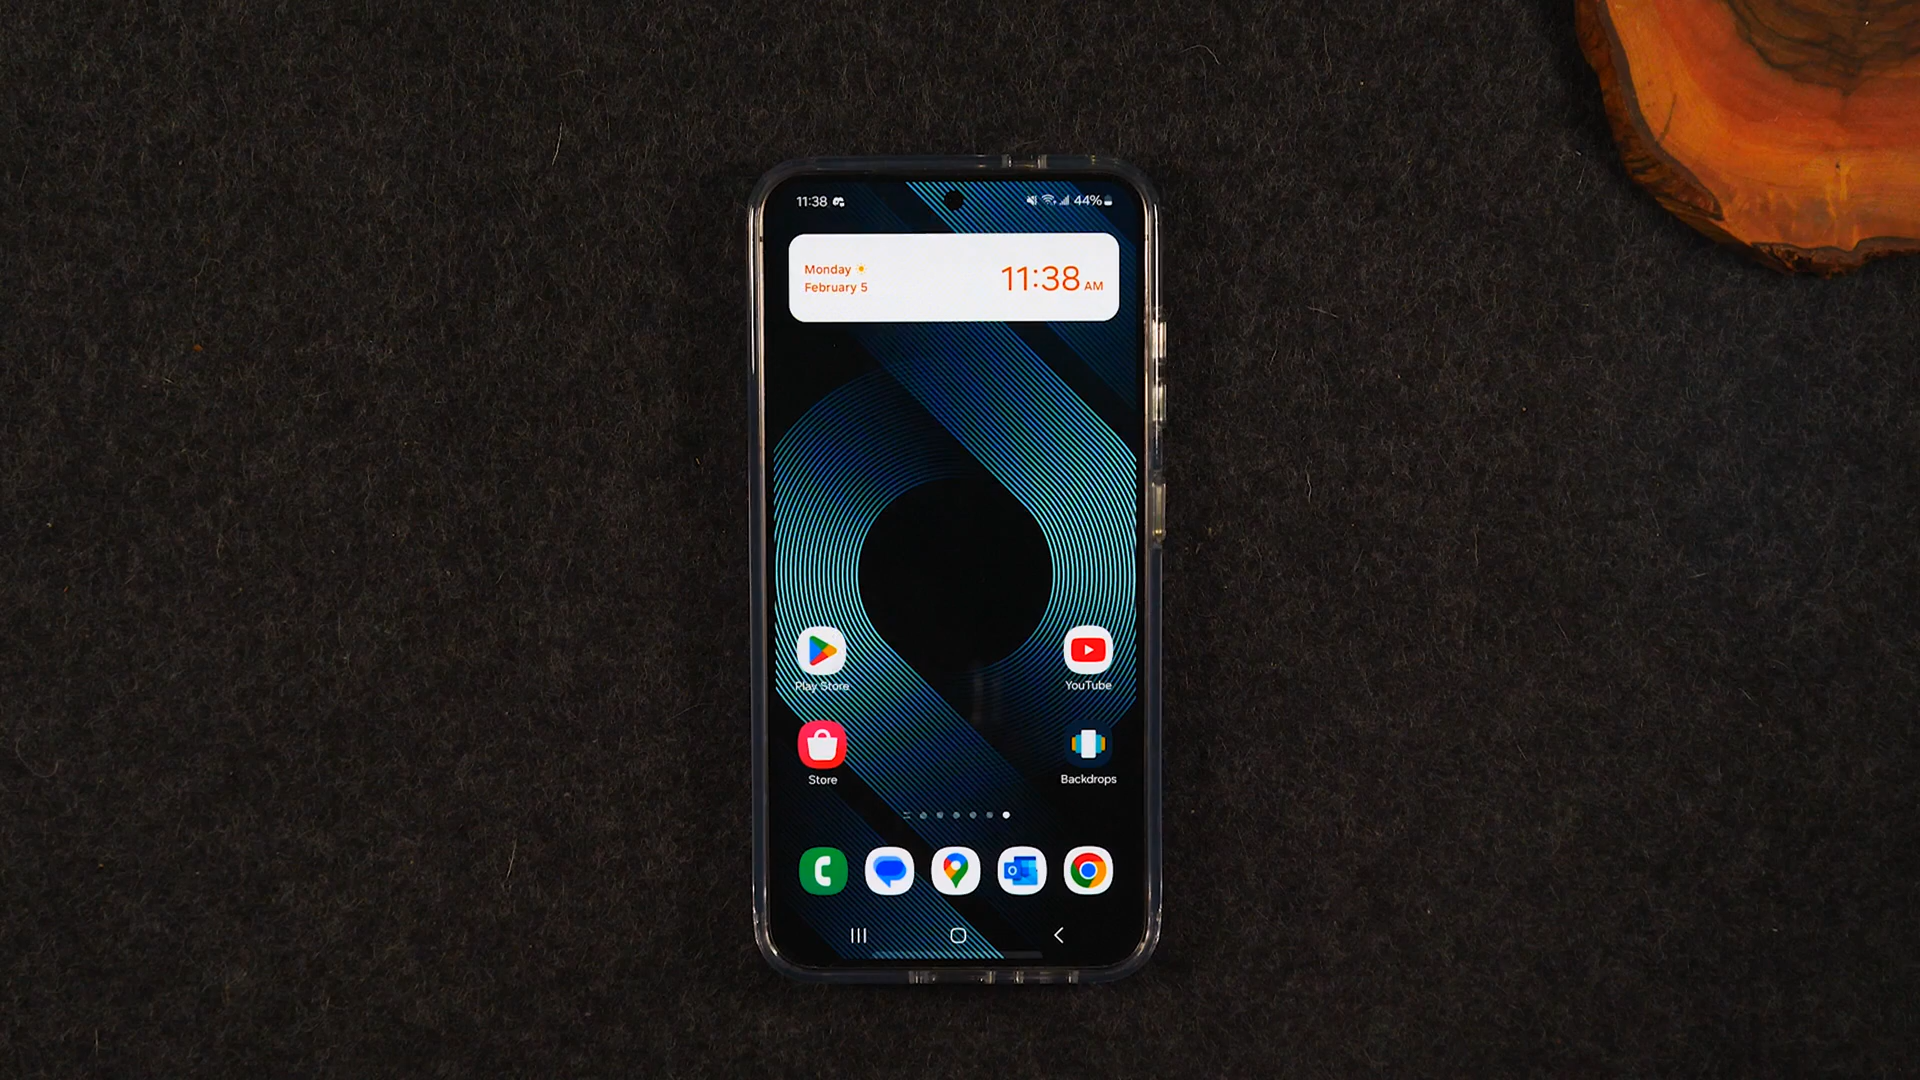 11:38
44%
Monday
February 5
11:38 AM
Play Store
YouTube
Store
Backdrops